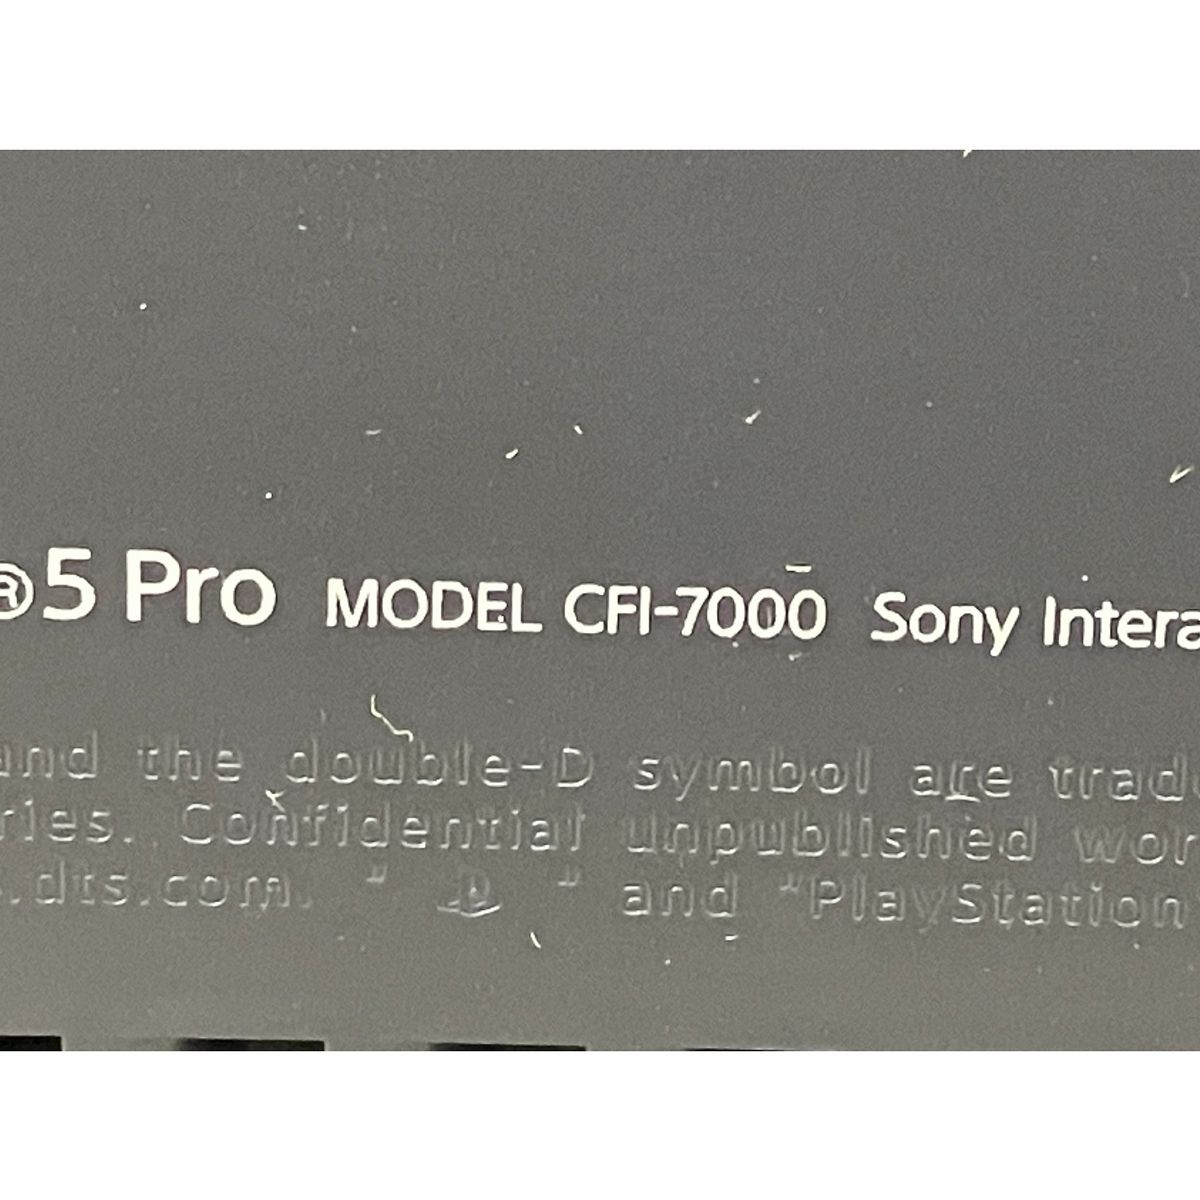 ®5 Pro MODEL CFI-7000 Sony Intera
and the double-D symbol are trad
ries. Confidential unpublished wor
.dts.com. " " and "PlayStation